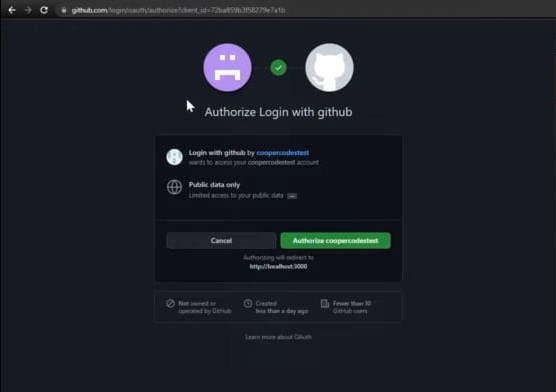 github.com/login/oauth/authorize?client_id=72ba859b3f58279e7a1b
Authorize Login with github
Login with github by coopercodestest
wants to access your coopercodestest account
Public data only
Limited access to your public data
Cancel
Authorize coopercodestest
Authorizing will redirect to
http://localhost:3000
Not owned or
operated by GitHub
Created
less than a day ago
Fewer than 10
GitHub users
Learn more about OAuth